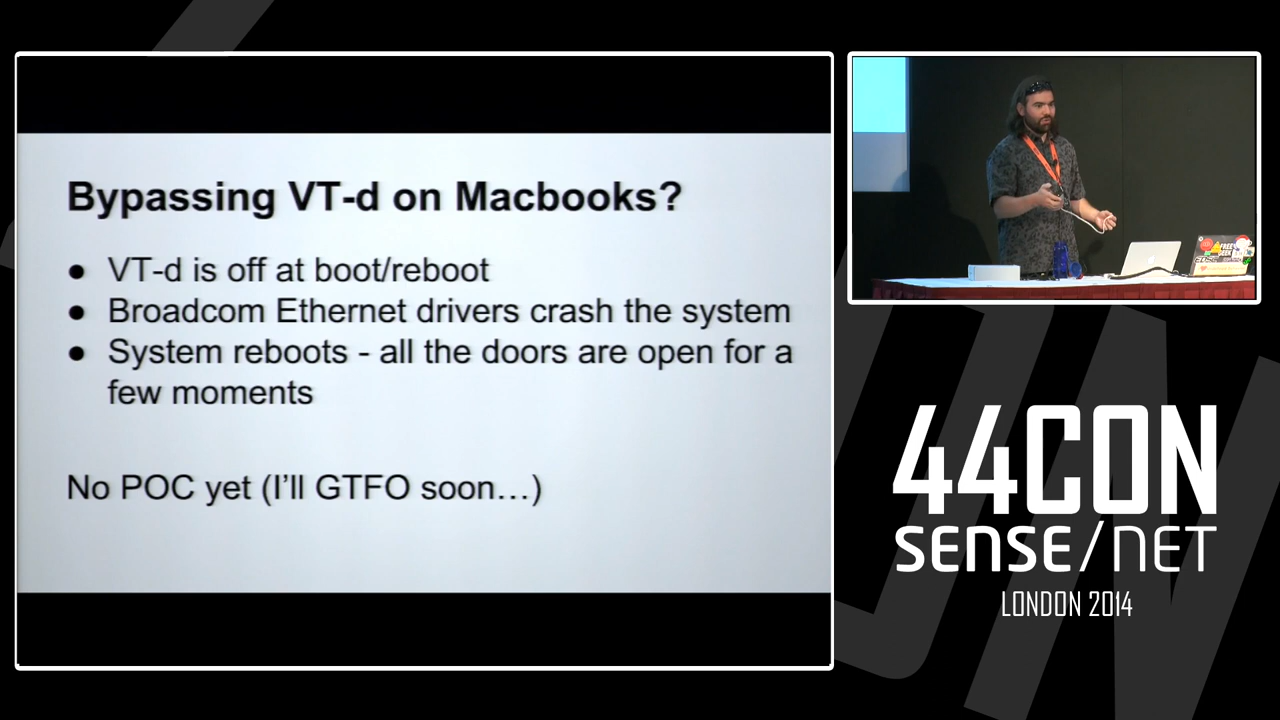 Bypassing VT-d on Macbooks?
● VT-d is off at boot/reboot
● Broadcom Ethernet drivers crash the system
● System reboots - all the doors are open for a
few moments
No POC yet (I'll GTFO soon…)
44CON
SENSE/NET
LONDON 2014